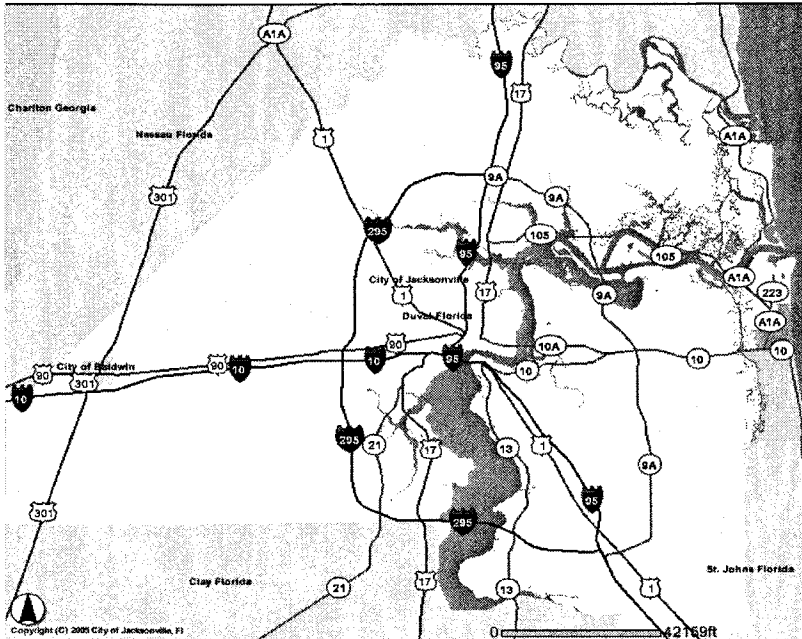 A1A
95
17
Charlton Georgia
Nassau Florida
1
A1A
301
9A
9A
295
105
95
105
City of Jacksonville
A1A
1
17
9A
223
Duval Florida
A1A
90
10A
10
City of Baldwin
90
10
95
10
10
90
301
10
10
295
21
17
13
1
9A
95
301
295
Clay Florida
St. Johns Florida
21
17
13
1
Copyright (C) 2005 City of Jacksonville, Fl
0 42159ft